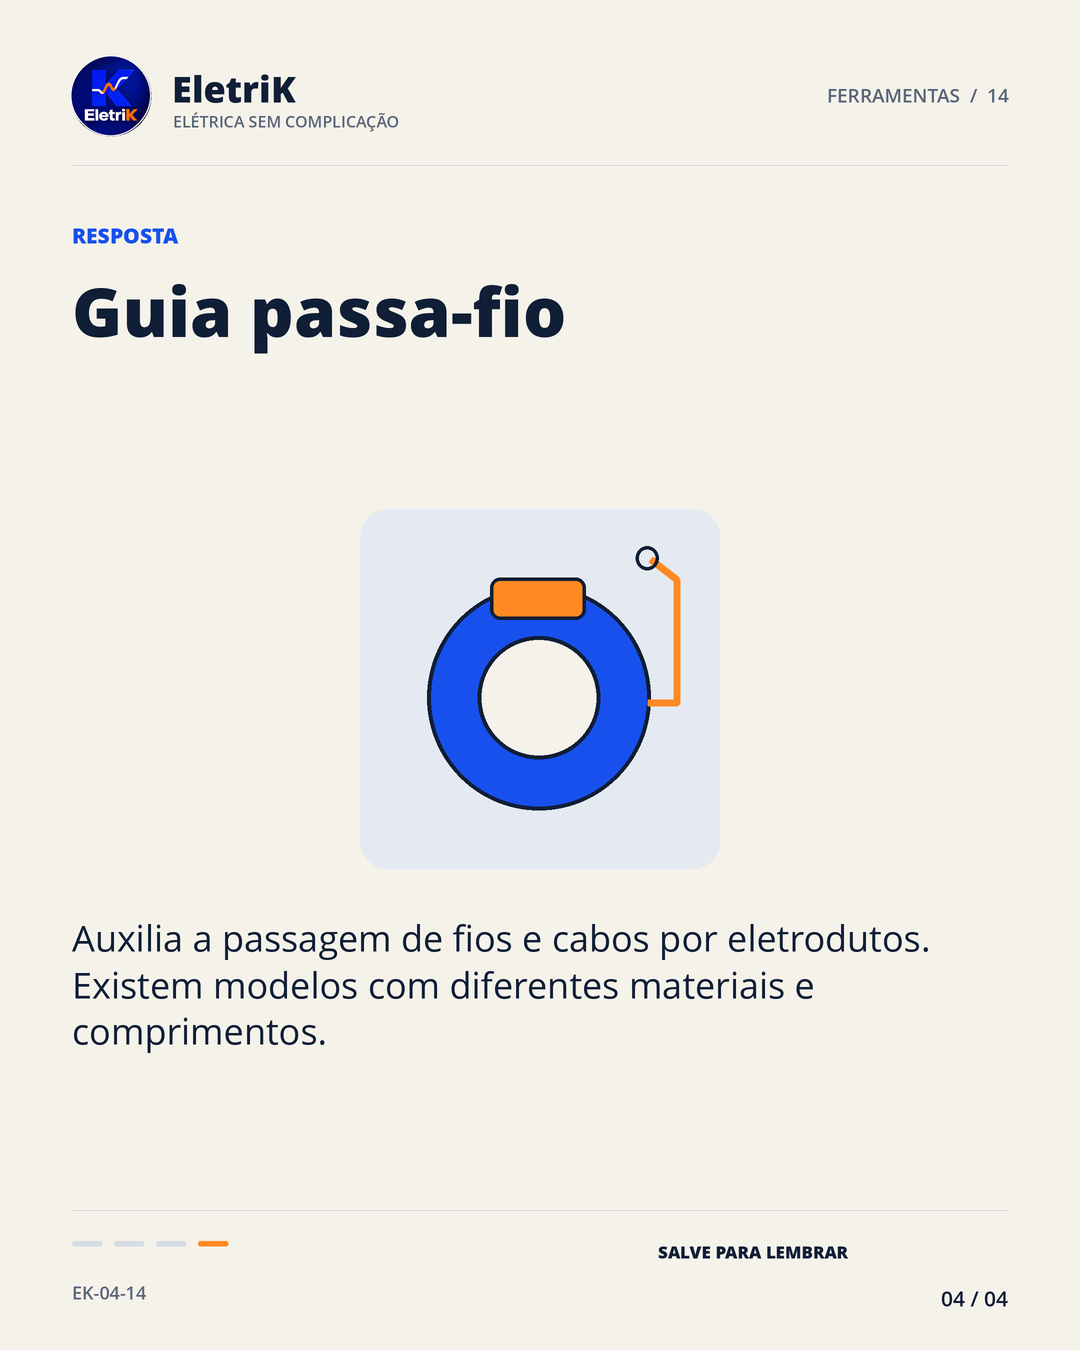 EletriK
EletriK
ELÉTRICA SEM COMPLICAÇÃO
FERRAMENTAS / 14
RESPOSTA
Guia passa-fio
Auxilia a passagem de fios e cabos por eletrodutos.
Existem modelos com diferentes materiais e
comprimentos.
SALVE PARA LEMBRAR
EK-04-14
04 / 04